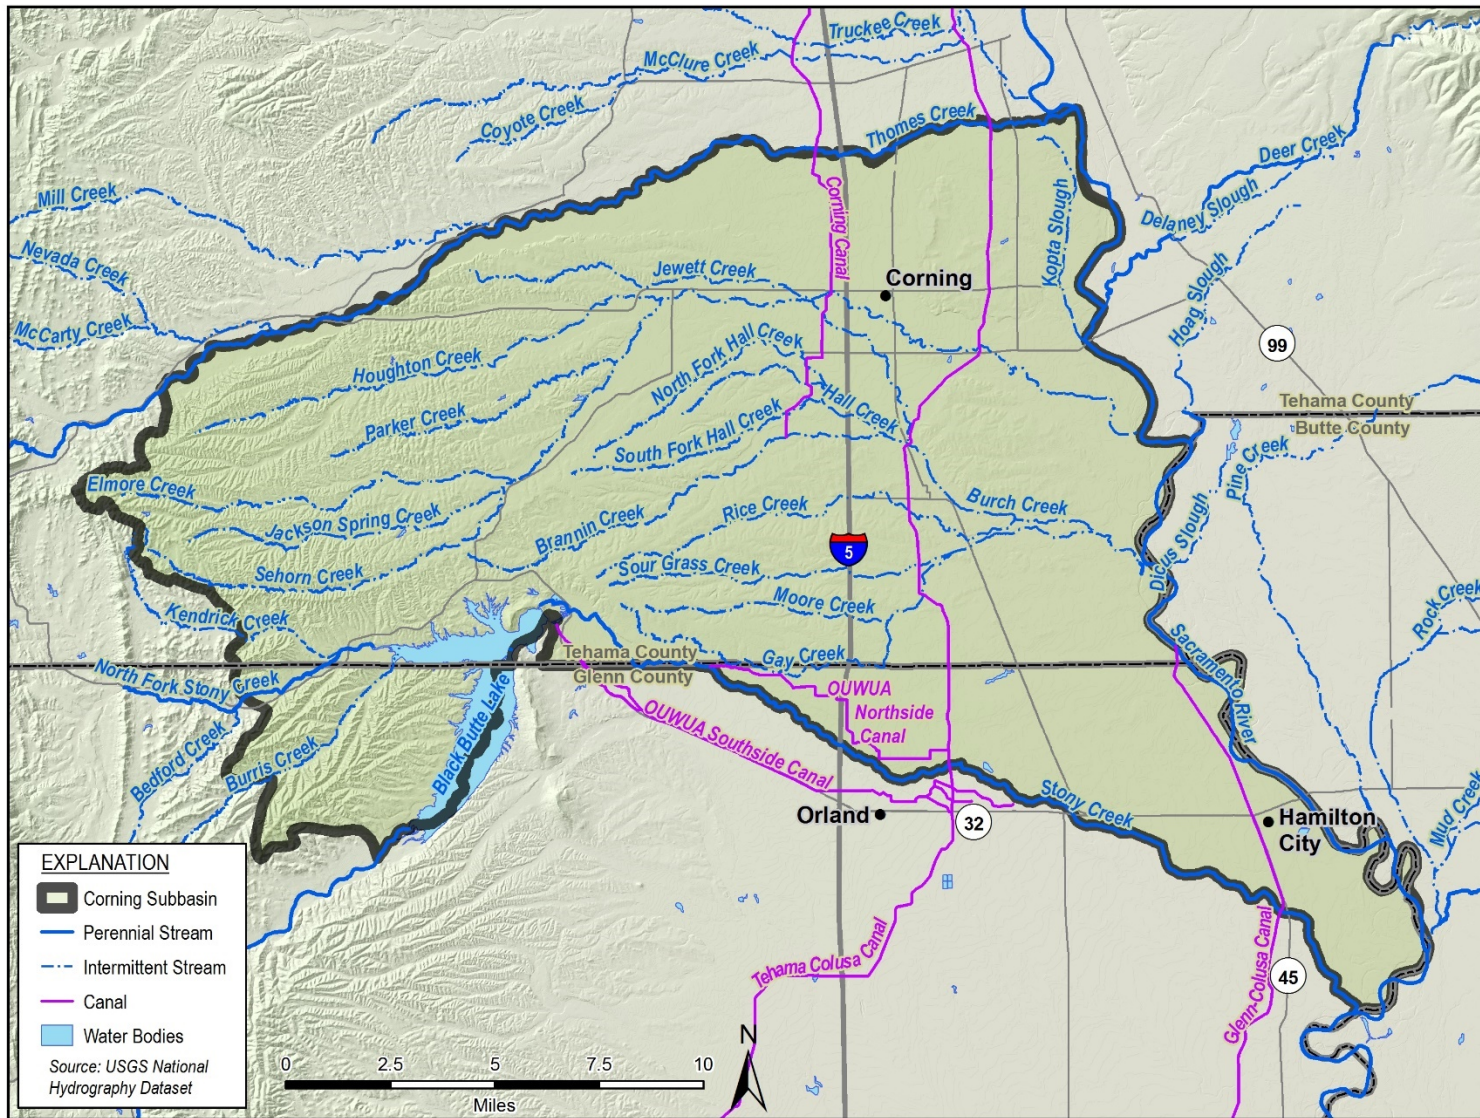 Truckee Creek
McClure Creek
Coyote Creek
Thomes Creek
Deer Creek
Mill Creek
Delaney Slough
Corning Canal
Kopta Slough
Nevada Creek
Jewett Creek
Corning
Hoag Slough
McCarty Creek
99
Houghton Creek
North Fork Hall Creek
Hall Creek
Tehama County
Butte County
Parker Creek
South Fork Hall Creek
Pine Creek
Elmore Creek
Jackson Spring Creek
Rice Creek
Burch Creek
Brannin Creek
5
Dicus Slough
Sehorn Creek
Sour Grass Creek
Moore Creek
Rock Creek
Kendrick Creek
Tehama County
Glenn County
Gay Creek
Sacramento River
North Fork Stony Creek
OUWUA
Northside
Canal
OUWUA Southside Canal
Black Butte Lake
Bedford Creek
Burris Creek
Stony Creek
Orland
32
Hamilton
City
Mud Creek
Tehama Colusa Canal
Glenn-Colusa Canal
45
EXPLANATION
Corning Subbasin
Perennial Stream
Intermittent Stream
Canal
Water Bodies
Source: USGS National
Hydrography Dataset
N
0 2.5 5 7.5 10
Miles